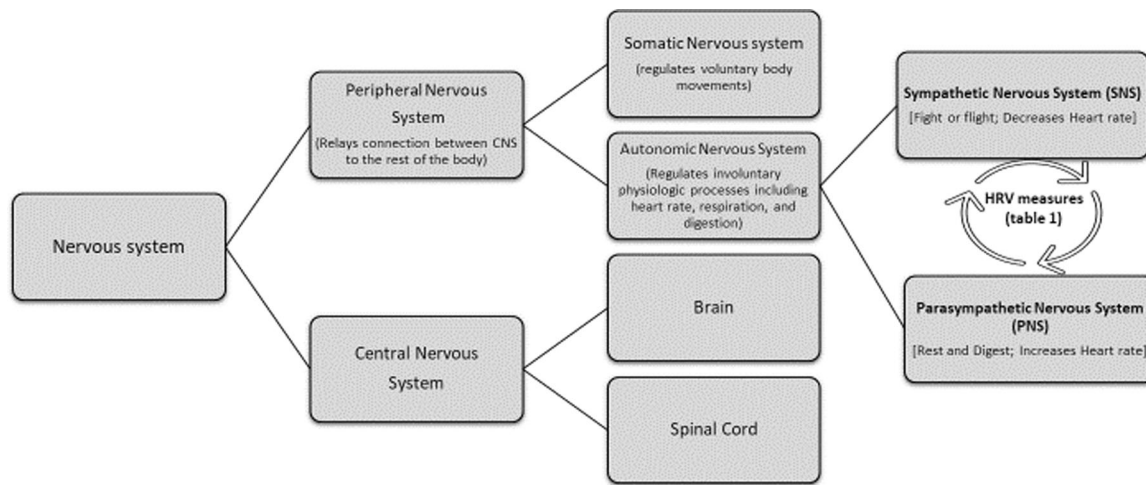 Nervous system
Peripheral Nervous
System
(Relays connection between CNS
to the rest of the body)
Central Nervous
System
Somatic Nervous system
(regulates voluntary body
movements)
Autonomic Nervous System
(Regulates involuntary
physiologic processes including
heart rate, respiration, and
digestion)
Brain
Spinal Cord
Sympathetic Nervous System (SNS)
[Fight or flight; Decreases Heart rate]
HRV measures
(table 1)
Parasympathetic Nervous System
(PNS)
[Rest and Digest; Increases Heart rate]